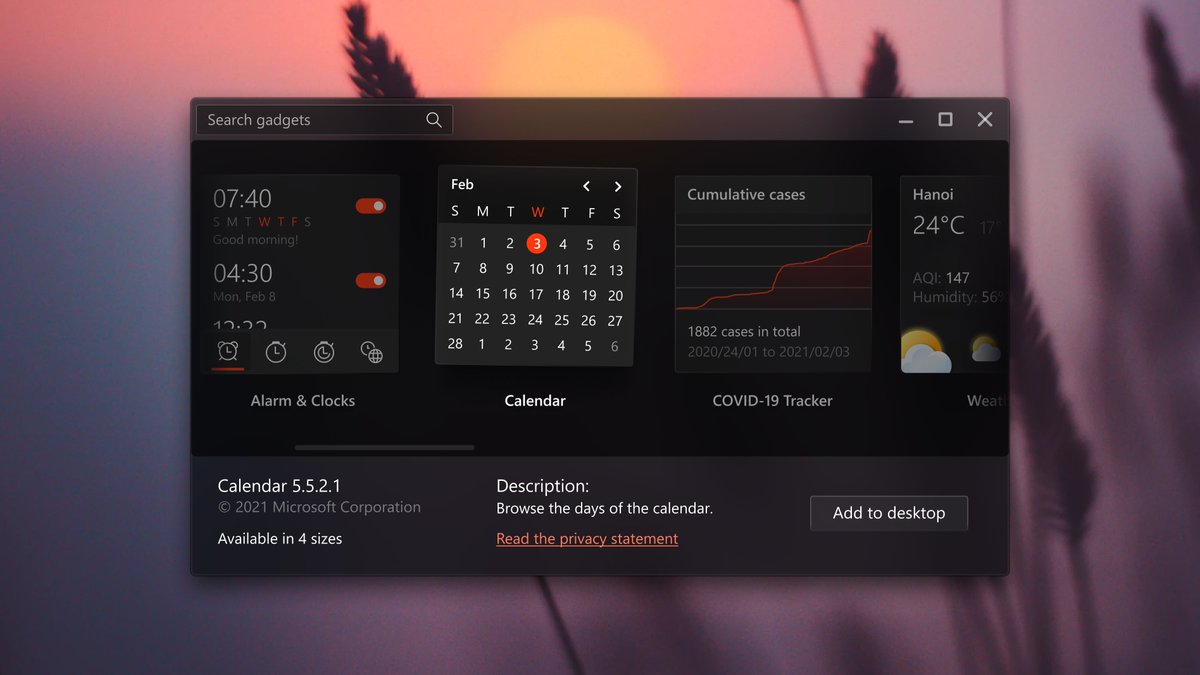 Search gadgets
07:40
S M T W T F S
Good morning!
04:30
Mon, Feb 8
Alarm & Clocks
Feb
S M T W T F S
31 1 2 3 4 5 6
7 8 9 10 11 12 13
14 15 16 17 18 19 20
21 22 23 24 25 26 27
28 1 2 3 4 5 6
Calendar
Cumulative cases
1882 cases in total
2020/24/01 to 2021/02/03
COVID-19 Tracker
Hanoi
24°C 17°
AQI: 147
Humidity: 56%
Calendar 5.5.2.1
© 2021 Microsoft Corporation
Available in 4 sizes
Description:
Browse the days of the calendar.
Read the privacy statement
Add to desktop